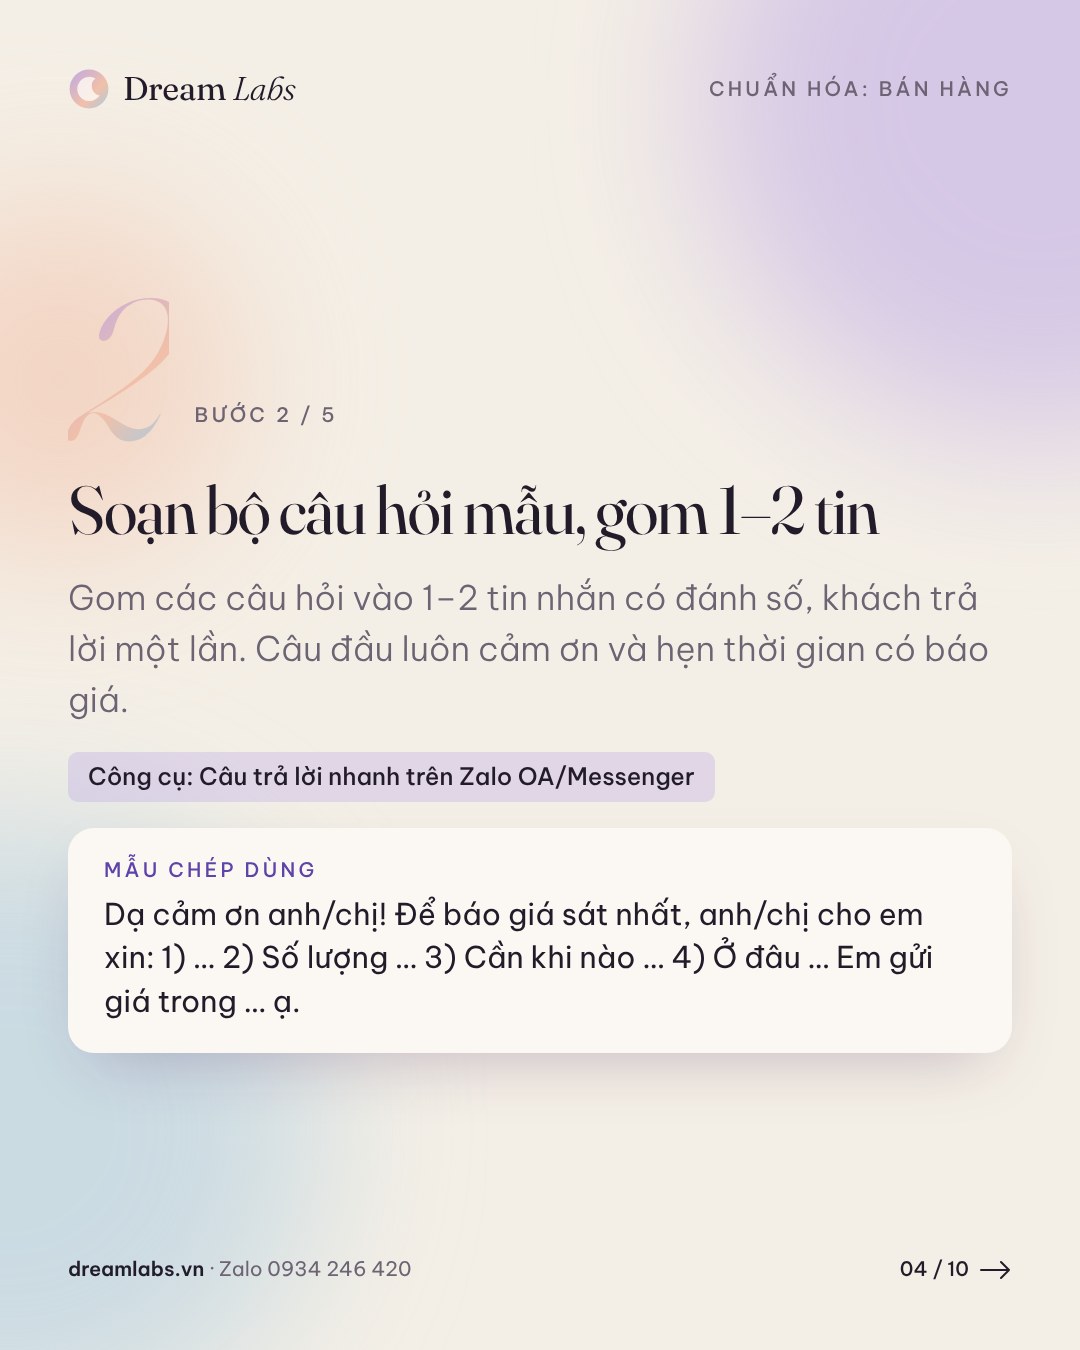 Dream Labs
CHUẨN HÓA: BÁN HÀNG
2
BƯỚC 2 / 5
Soạn bộ câu hỏi mẫu, gom 1–2 tin
Gom các câu hỏi vào 1–2 tin nhắn có đánh số, khách trả
lời một lần. Câu đầu luôn cảm ơn và hẹn thời gian có báo
giá.
Công cụ: Câu trả lời nhanh trên Zalo OA/Messenger
MẪU CHÉP DÙNG
Dạ cảm ơn anh/chị! Để báo giá sát nhất, anh/chị cho em
xin: 1) ... 2) Số lượng ... 3) Cần khi nào ... 4) Ở đâu ... Em gửi
giá trong ... ạ.
dreamlabs.vn · Zalo 0934 246 420
04 / 10 →